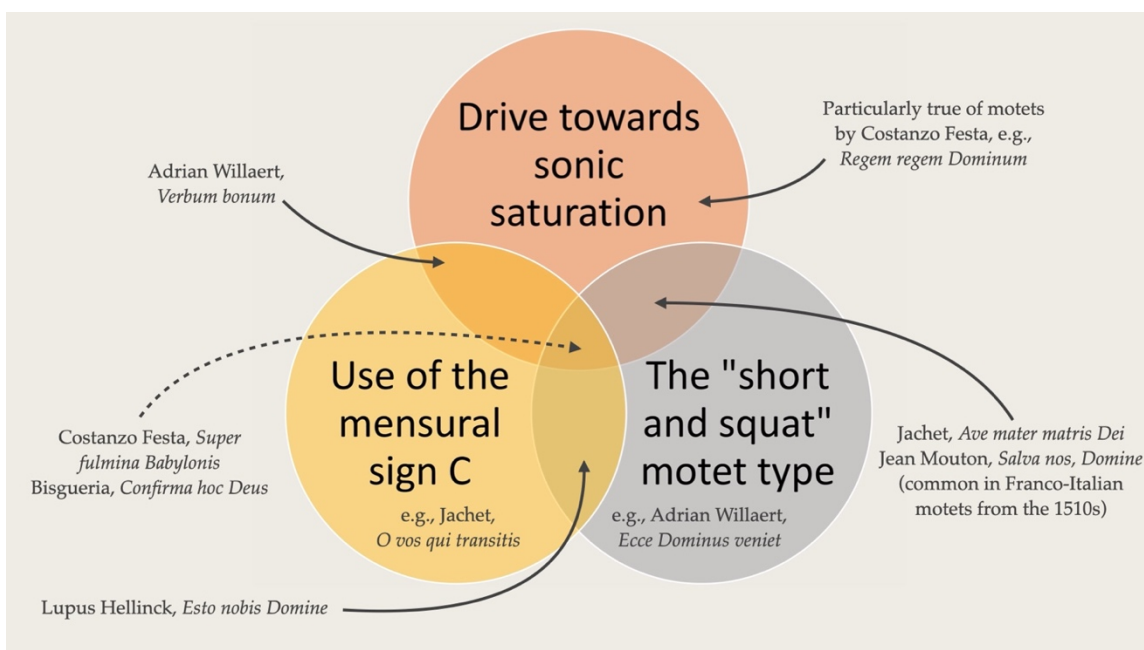 Drive towards
sonic
saturation
Particularly true of motets
by Costanzo Festa, e.g.,
Regem regem Dominum
Adrian Willaert,
Verbum bonum
Use of the
mensural
sign C
e.g., Jachet,
O vos qui transitis
The "short
and squat"
motet type
e.g., Adrian Willaert,
Ecce Dominus veniet
Costanzo Festa, Super
fulmina Babylonis
Bisgueria, Confirma hoc Deus
Jachet, Ave mater matris Dei
Jean Mouton, Salva nos, Domine
(common in Franco-Italian
motets from the 1510s)
Lupus Hellinck, Esto nobis Domine